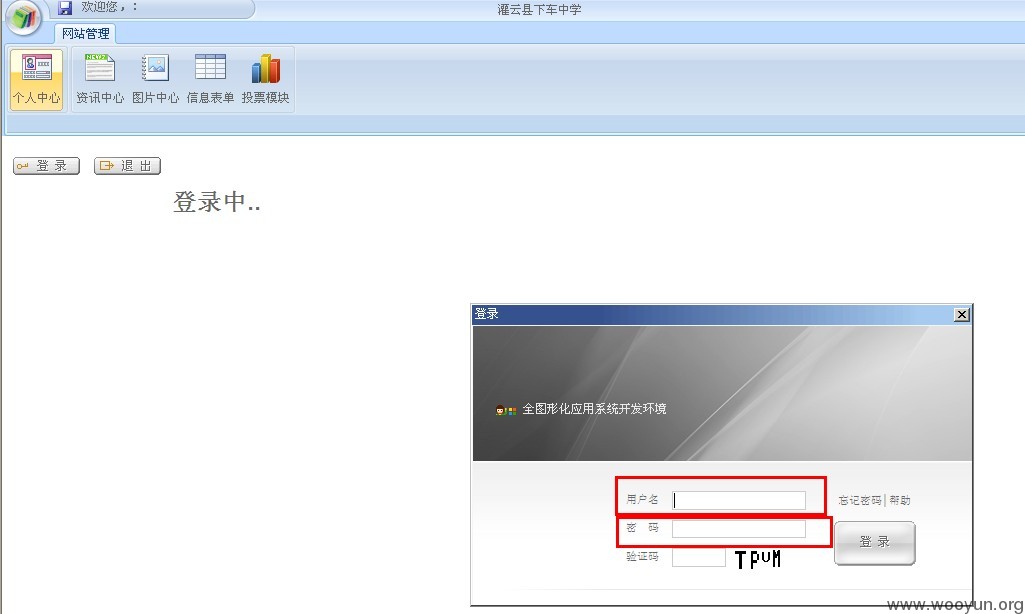 欢迎您，：
灌云县下车中学
网站管理
个人中心 资讯中心 图片中心 信息表单 投票模块
登 录 退 出
登录中..
登录
全图形化应用系统开发环境
用户名
忘记密码|帮助
密 码
登 录
验证码
TPUM
www.wooyun.org